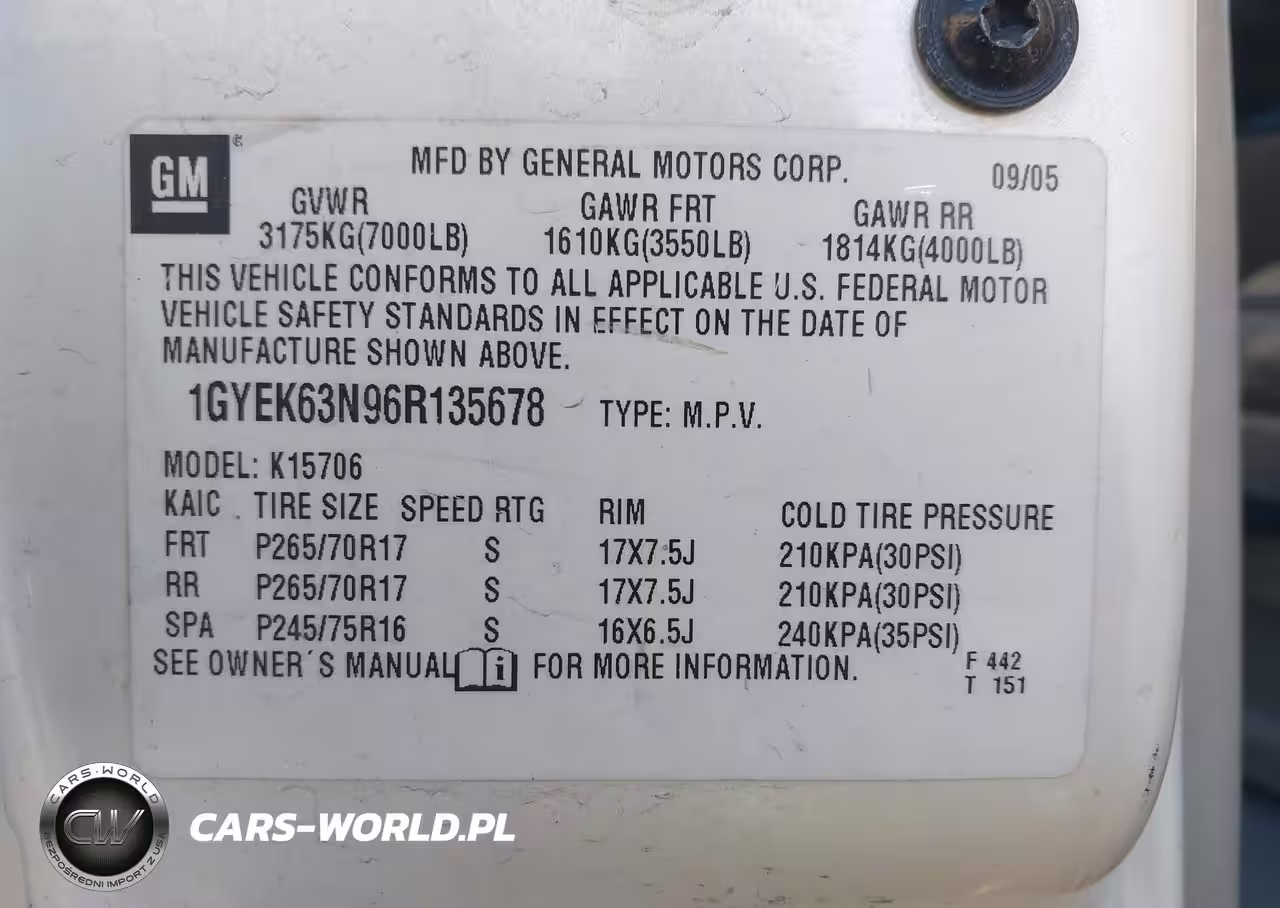 GM
MFD BY GENERAL MOTORS CORP. 09/05
GVWR GAWR FRT GAWR RR
3175KG(7000LB) 1610KG(3550LB) 1814KG(4000LB)
THIS VEHICLE CONFORMS TO ALL APPLICABLE U.S. FEDERAL MOTOR
VEHICLE SAFETY STANDARDS IN EFFECT ON THE DATE OF
MANUFACTURE SHOWN ABOVE.
1GYEK63N96R135678 TYPE: M.P.V.
MODEL: K15706
KAIC TIRE SIZE SPEED RTG RIM COLD TIRE PRESSURE
FRT P265/70R17 S 17X7.5J 210KPA(30PSI)
RR P265/70R17 S 17X7.5J 210KPA(30PSI)
SPA P245/75R16 S 16X6.5J 240KPA(35PSI)
SEE OWNER´S MANUAL i FOR MORE INFORMATION.
F 442
T 151
CARS-WORLD
CW
BEZPOŚREDNI IMPORT Z USA
CARS-WORLD.PL